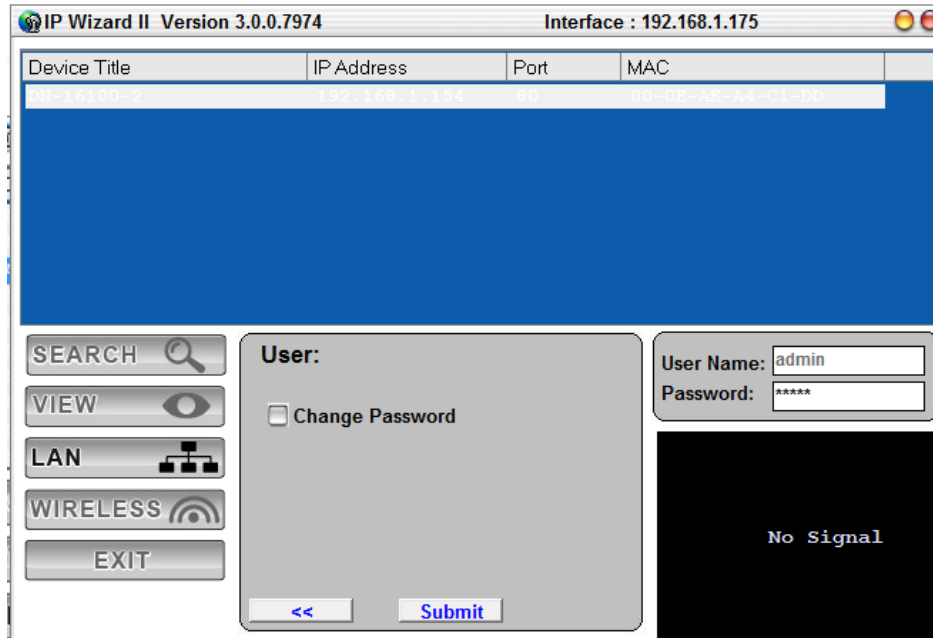 IP Wizard II Version 3.0.0.7974 Interface : 192.168.1.175
Device Title IP Address Port MAC
DN-16100-2 192.168.1.154 80 00-0E-AE-A4-C1-DD
SEARCH
VIEW
LAN
WIRELESS
EXIT
User:
Change Password
<< Submit
User Name: admin
Password: *****
No Signal